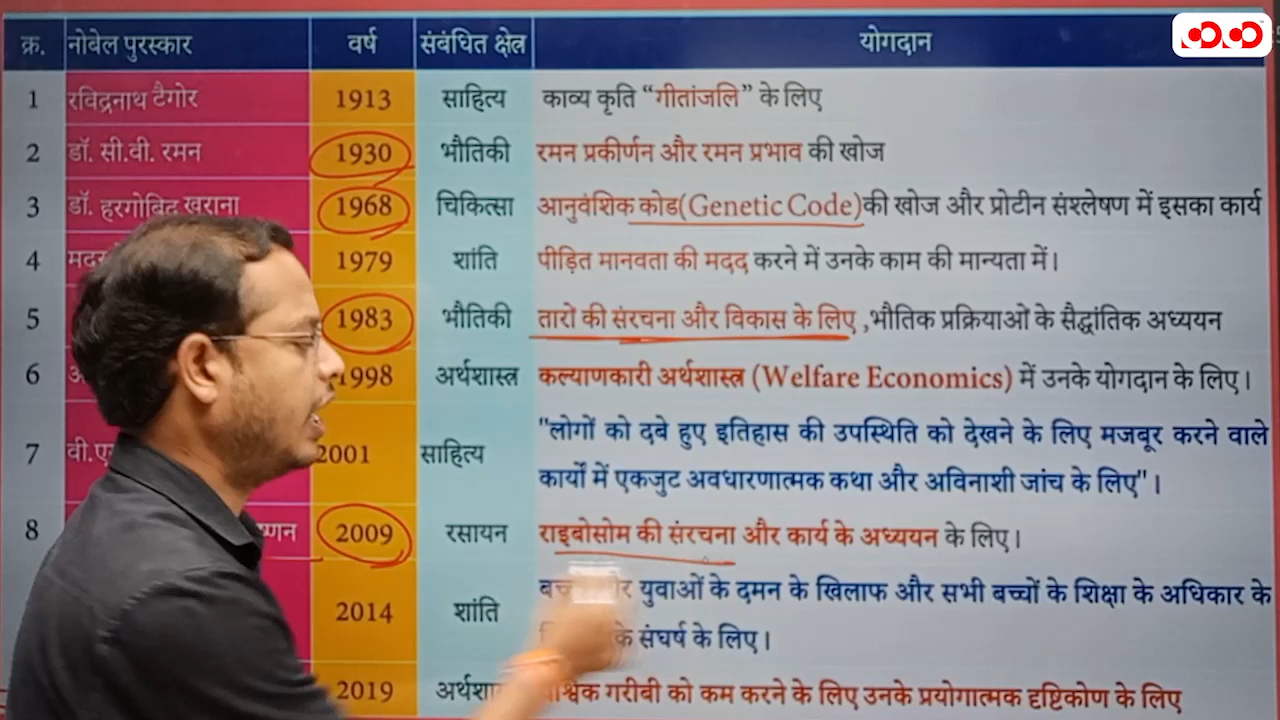 क्र. नोबेल पुरस्कार वर्ष संबंधित क्षेत्र योगदान
1 रविद्रनाथ टैगोर 1913 साहित्य काव्य कृति “गीतांजलि” के लिए
2 डॉ. सी.वी. रमन 1930 भौतिकी रमन प्रकीर्णन और रमन प्रभाव की खोज
3 डॉ. हरगोबिद खुराना 1968 चिकित्सा आनुवंशिक कोड(Genetic Code)की खोज और प्रोटीन संश्लेषण में इसका कार्य
4 1979 शांति पीड़ित मानवता की मदद करने में उनके काम की मान्यता में।
5 1983 भौतिकी तारों की संरचना और विकास के लिए ,भौतिक प्रक्रियाओं के सैद्धांतिक अध्ययन
6 1998 अर्थशास्त्र कल्याणकारी अर्थशास्त्र (Welfare Economics) में उनके योगदान के लिए।
"लोगों को दबे हुए इतिहास की उपस्थिति को देखने के लिए मजबूर करने वाले
7 2001 साहित्य
कार्यों में एकजुट अवधारणात्मक कथा और अविनाशी जांच के लिए"।
8 2009 रसायन राइबोसोम की संरचना और कार्य के अध्ययन के लिए।
युवाओं के दमन के खिलाफ और सभी बच्चों के शिक्षा के अधिकार के
2014 शांति
के संघर्ष के लिए।
2019 गरीबी को कम करने के लिए उनके प्रयोगात्मक दृष्टिकोण के लिए